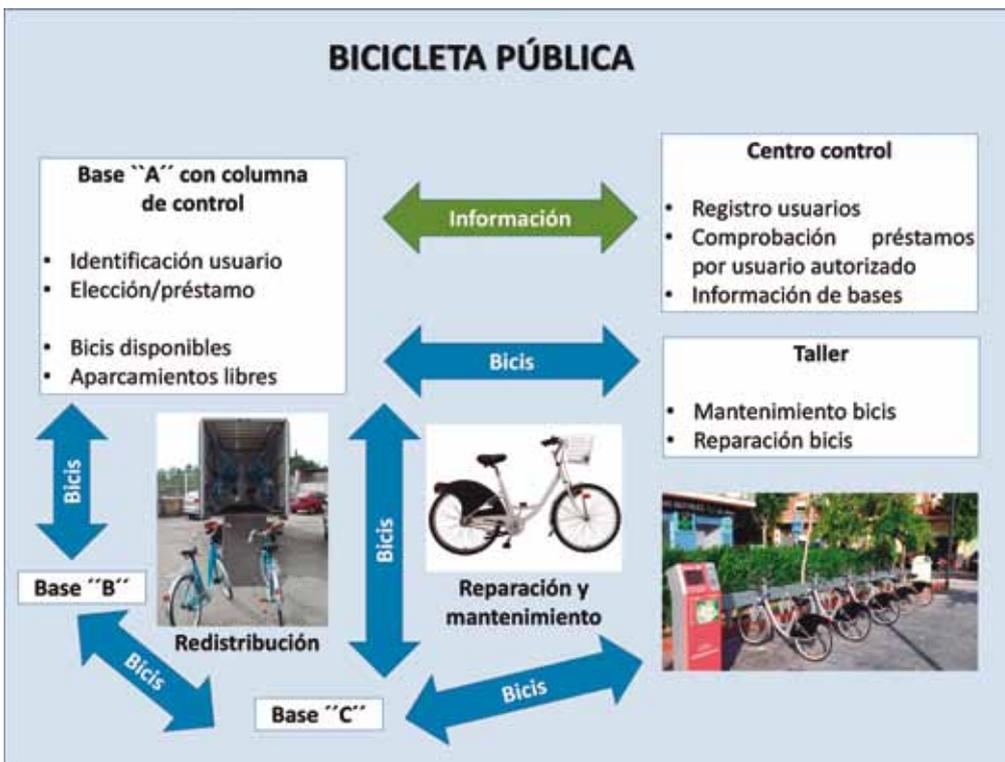 BICICLETA PÚBLICA
Base ``A´´ con columna
de control
• Identificación usuario
• Elección/préstamo
• Bicis disponibles
• Aparcamientos libres
Información
Centro control
• Registro usuarios
• Comprobación préstamos
por usuario autorizado
• Información de bases
Bicis
Taller
• Mantenimiento bicis
• Reparación bicis
Bicis
Bicis
Base ´´B´´
Redistribución
Reparación y
mantenimiento
Bicis
Base ´´C´´
Bicis